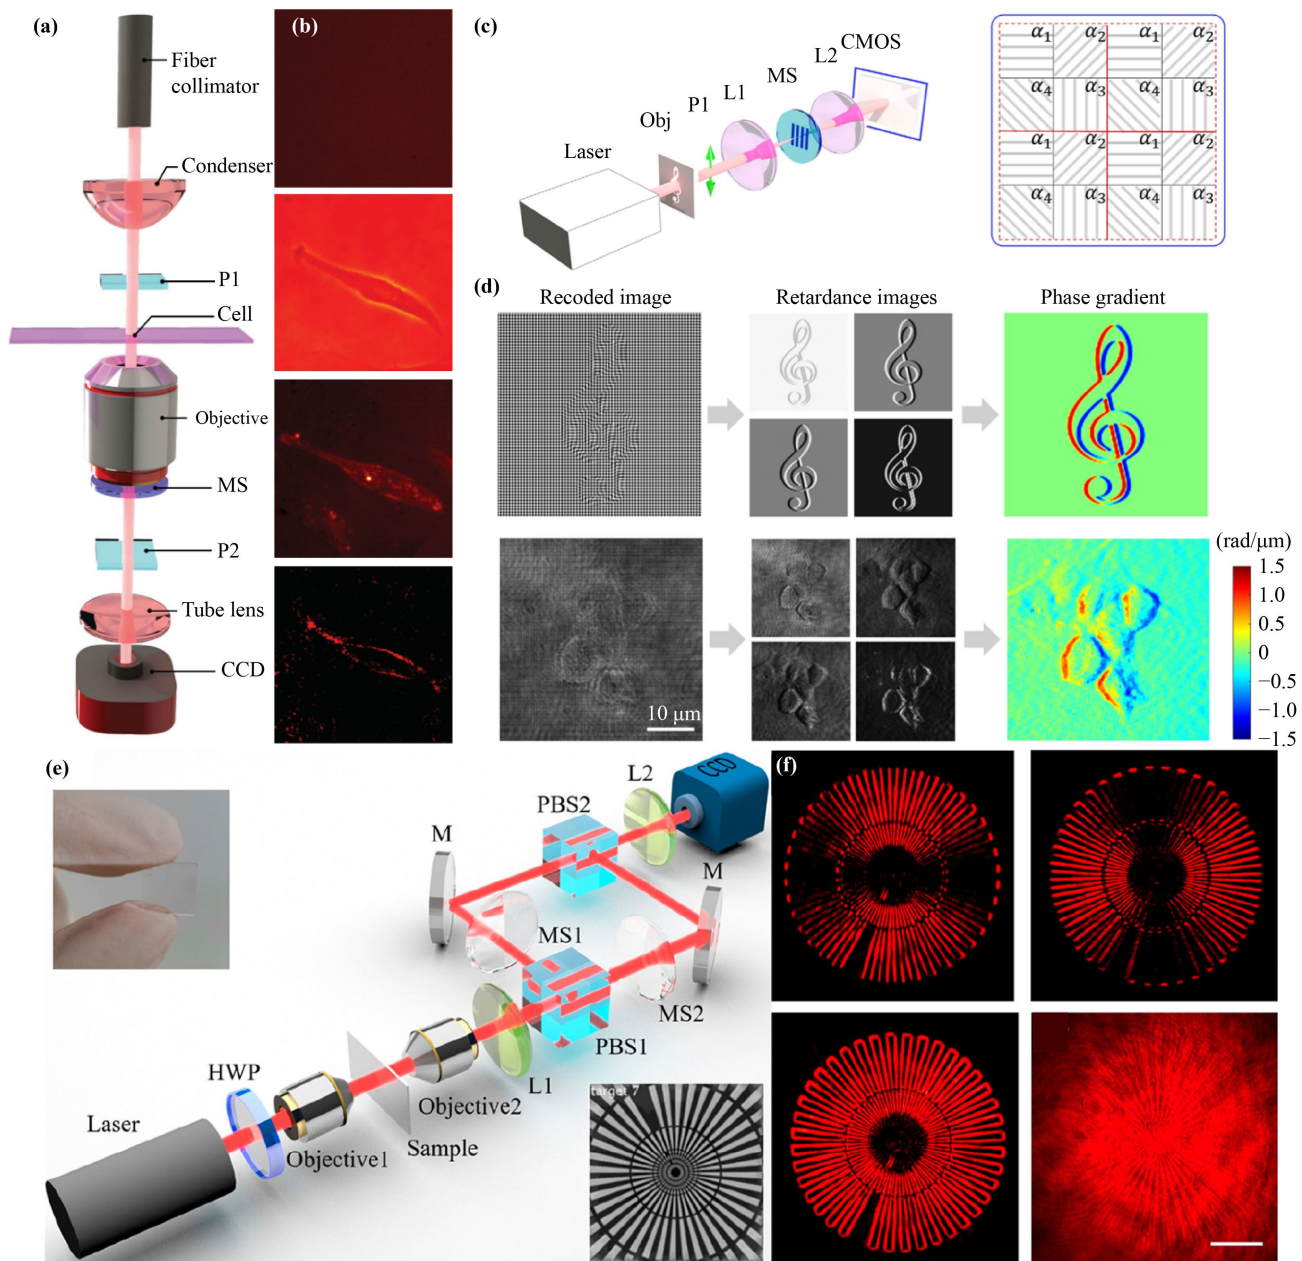 (a)
Fiber
collimator
Condenser
P1
Cell
Objective
MS
P2
Tube lens
CCD
(b)
(c)
Laser
Obj
P1
L1
MS
L2
CMOS
α1 α2 α1 α2
α4 α3 α4 α3
α1 α2 α1 α2
α4 α3 α4 α3
(d)
Recoded image
Retardance images
Phase gradient
10 μm
(rad/μm)
1.5
1.0
0.5
0
−0.5
−1.0
−1.5
(e)
Laser
HWP
Objective1
Sample
Objective2
L1
PBS1
MS2
MS1
M
M
PBS2
L2
CCD
target 7
(f)